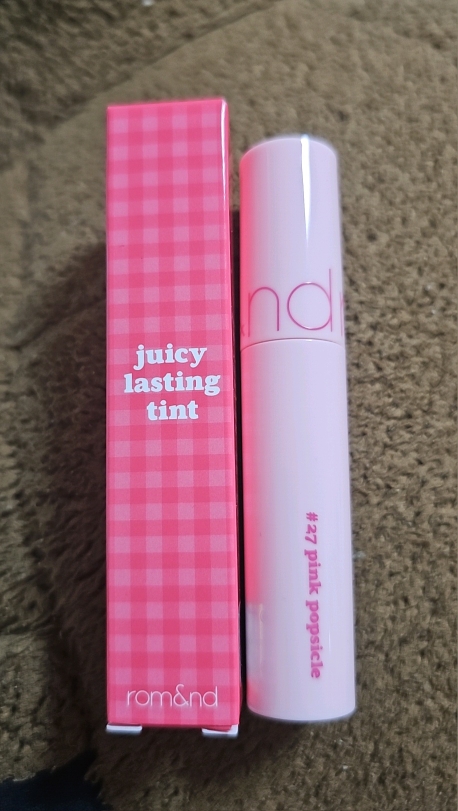 juicy
lasting
tint
rom&nd
nd
#27 pink popsicle